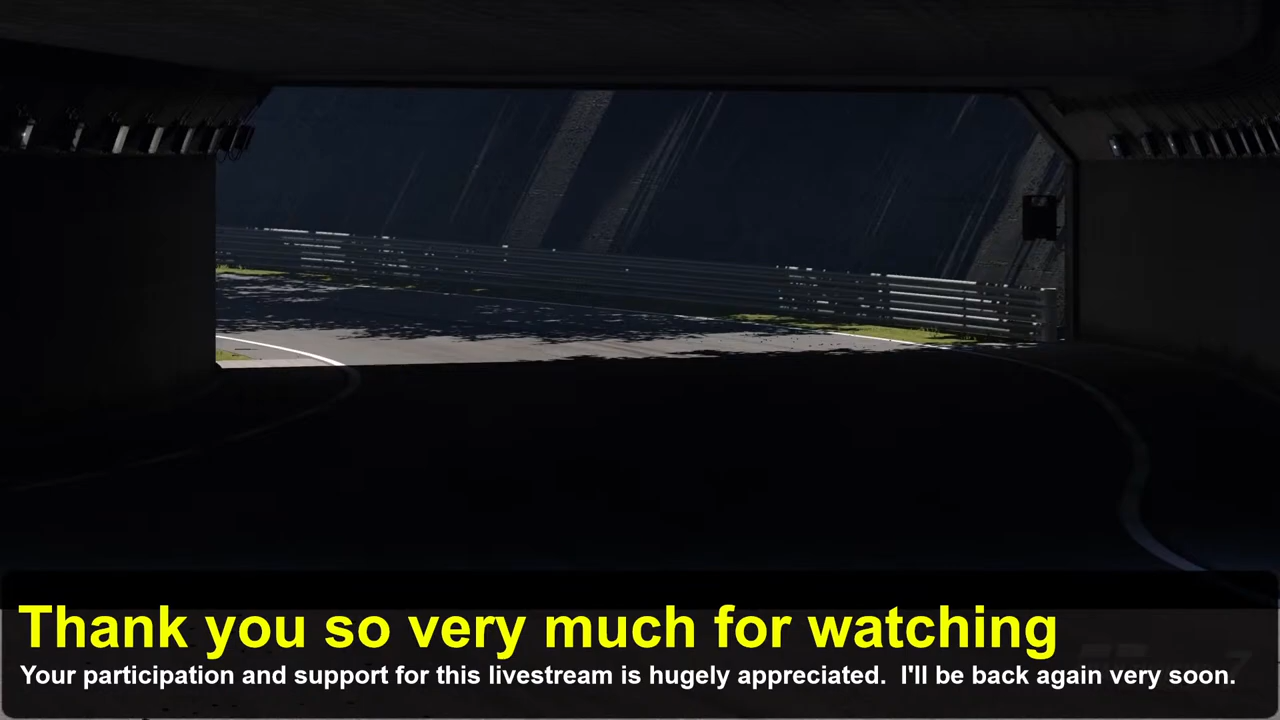 Thank you so very much for watching
Your participation and support for this livestream is hugely appreciated.  I'll be back again very soon.
7